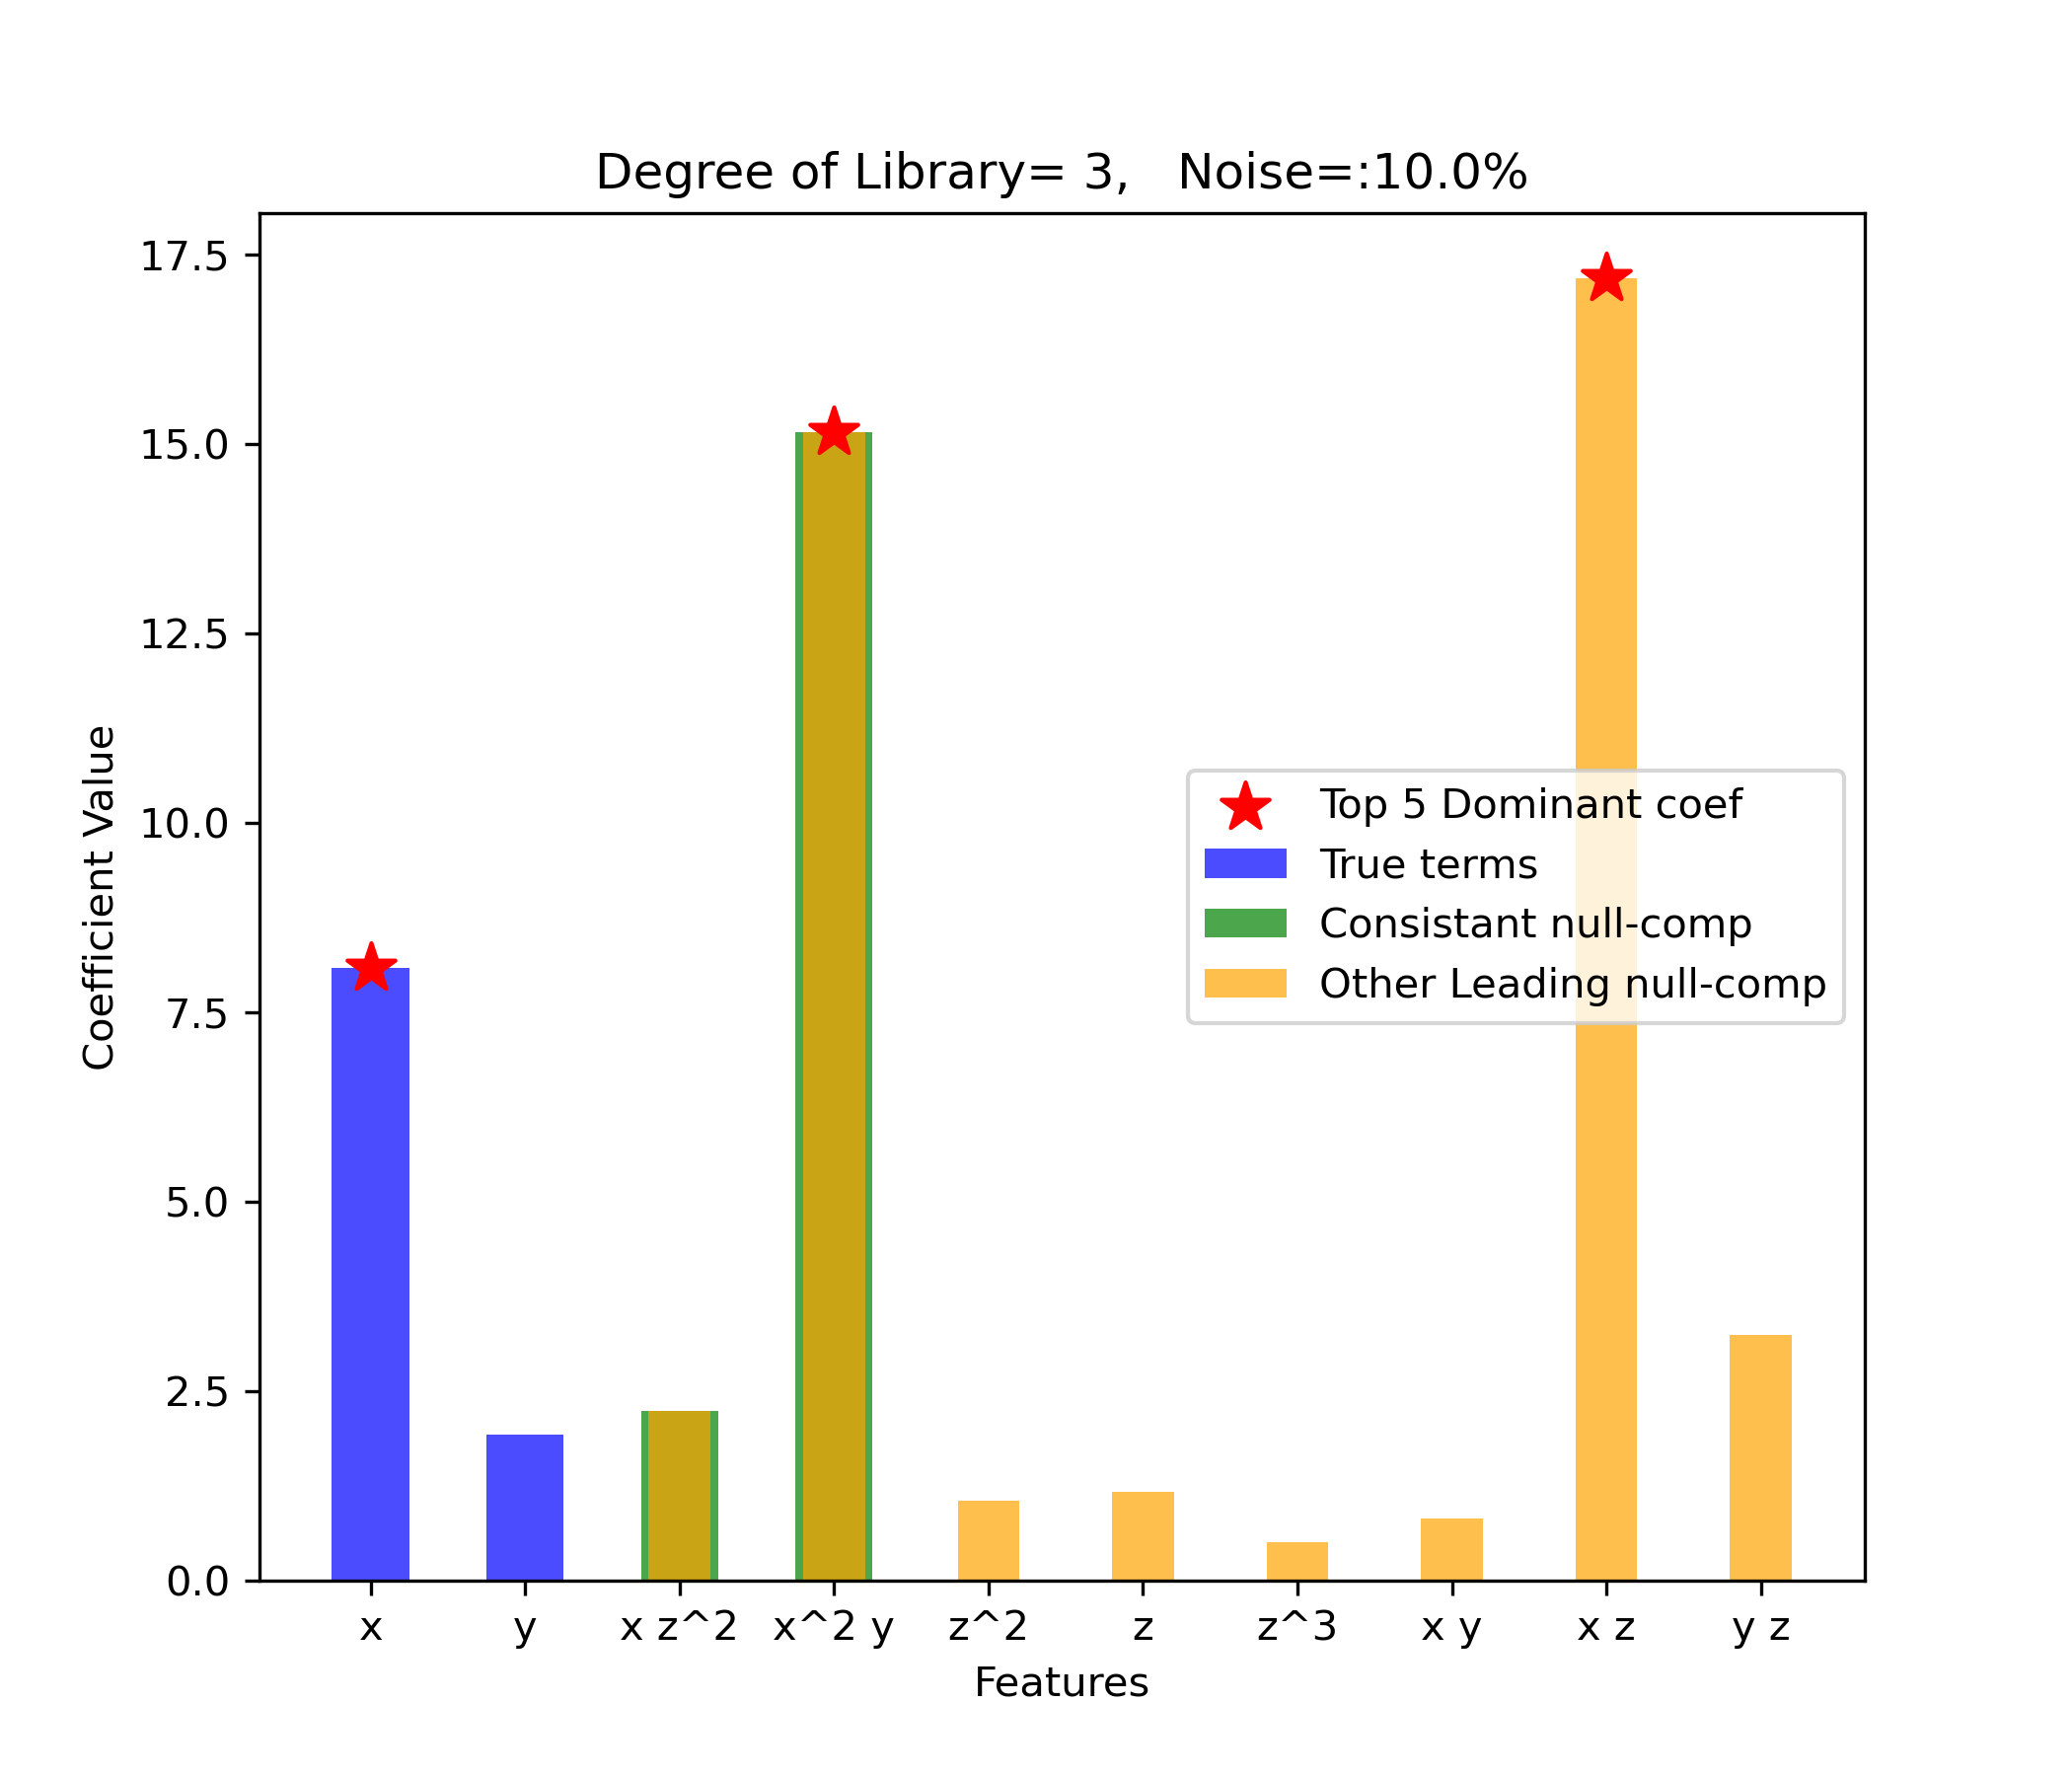 Degree of Library= 3,   Noise=:10.0%
17.5
15.0
12.5
10.0
7.5
5.0
2.5
0.0
Coefficient Value
Top 5 Dominant coef
True terms
Consistant null-comp
Other Leading null-comp
x y x z^2 x^2 y z^2 z z^3 x y x z y z
Features